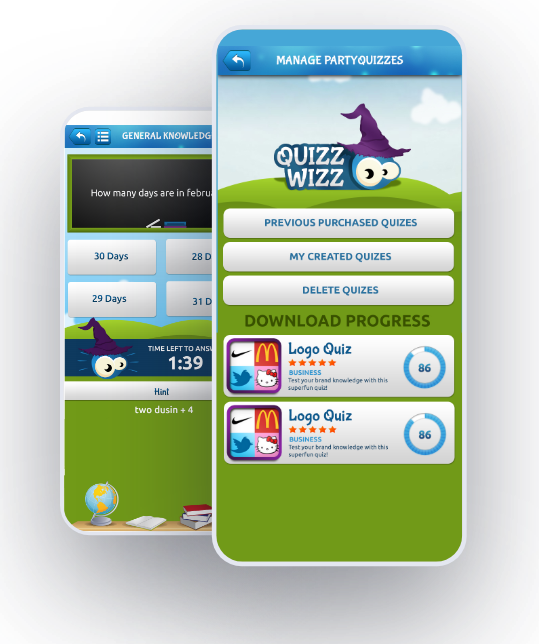 MANAGE PARTYQUIZZES
QUIZZ
WIZZ
PREVIOUS PURCHASED QUIZES
MY CREATED QUIZES
DELETE QUIZES
DOWNLOAD PROGRESS
Logo Quiz
BUSINESS
Test your brand knowledge with this
superfun quiz!
86
Logo Quiz
BUSINESS
Test your brand knowledge with this
superfun quiz!
86
GENERAL KNOWLEDG
How many days are in februa
30 Days
28 D
29 Days
31 D
TIME LEFT TO ANSW
1:39
Hint
two dusin + 4